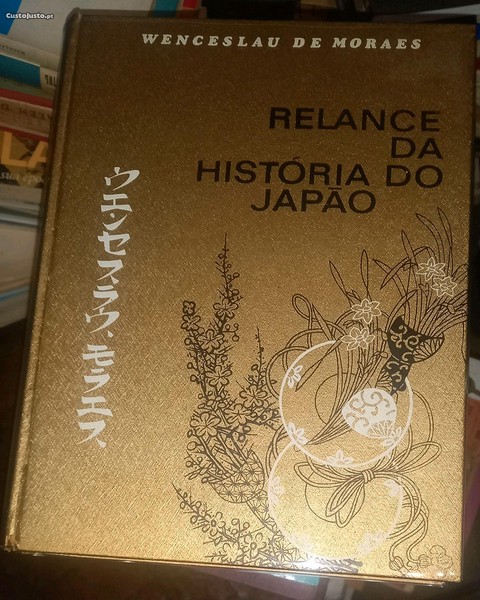 CustoJusto.pt
WENCESLAU DE MORAES
RELANCE
DA
HISTÓRIA DO
JAPÃO
ウエンセスラウ、モラエス